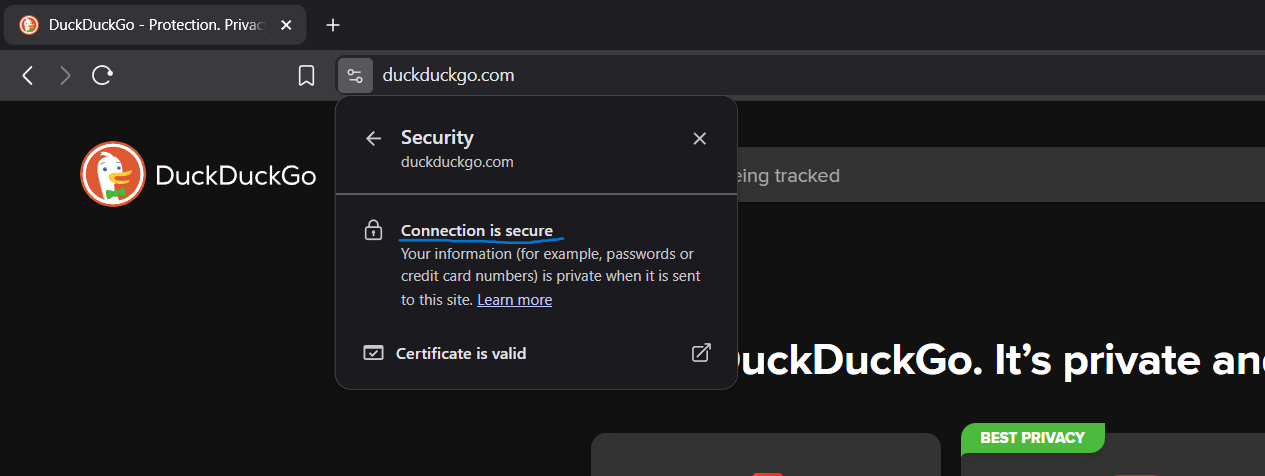 DuckDuckGo - Protection. Privac
duckduckgo.com
Security
duckduckgo.com
DuckDuckGo
eing tracked
Connection is secure
Your information (for example, passwords or
credit card numbers) is private when it is sent
to this site. Learn more
Certificate is valid
uckDuckGo. It’s private an
BEST PRIVACY